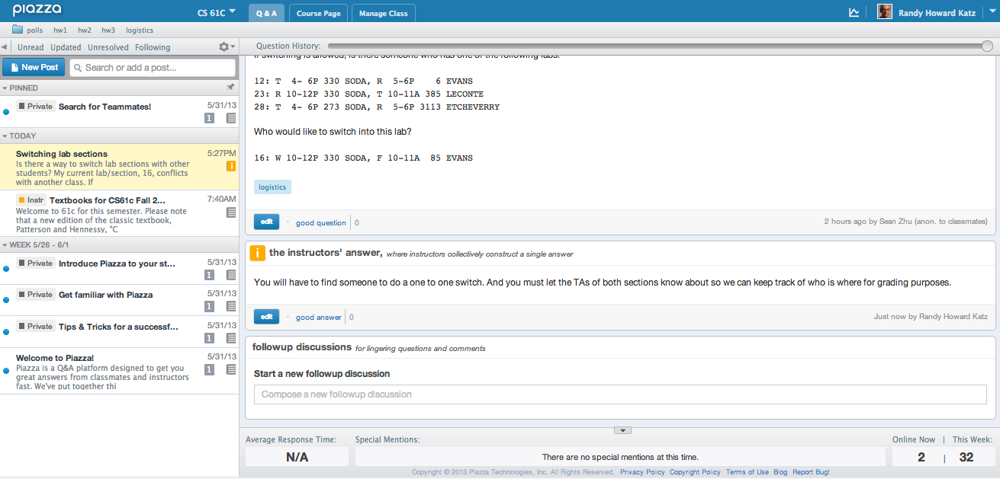 piazza
CS 61C
Q & A
Course Page
Manage Class
Randy Howard Katz
polls hw1 hw2 hw3 logistics
Unread Updated Unresolved Following
Question History:
New Post
Search or add a post...
PINNED
Private Search for Teammates! 5/31/13
1
TODAY
Switching lab sections 5:27PM
Is there a way to switch lab sections with other
students? My current lab/section, 16, conflicts
with another class. If
i
Instr Textbooks for CS61c Fall 2... 7:40AM
Welcome to 61c for this semester. Please note
that a new edition of the classic textbook,
Patterson and Hennessy, "C
WEEK 5/26 - 6/1
Private Introduce Piazza to your st... 5/31/13
1
Private Get familiar with Piazza 5/31/13
1
Private Tips & Tricks for a successf... 5/31/13
1
Welcome to Piazza! 5/31/13
Piazza is a Q&A platform designed to get you
great answers from classmates and instructors
fast. We've put together thi
1
If switching is allowed, is there someone who has one of the following labs:
12: T 4- 6P 330 SODA, R 5-6P 6 EVANS
23: R 10-12P 330 SODA, T 10-11A 385 LECONTE
28: T 4- 6P 273 SODA, R 5-6P 3113 ETCHEVERRY
Who would like to switch into this lab?
16: W 10-12P 330 SODA, F 10-11A 85 EVANS
logistics
edit · good question 0
2 hours ago by Sean Zhu (anon. to classmates)
i the instructors' answer, where instructors collectively construct a single answer
You will have to find someone to do a one to one switch. And you must let the TAs of both sections know about so we can keep track of who is where for grading purposes.
edit · good answer 0
Just now by Randy Howard Katz
followup discussions for lingering questions and comments
Start a new followup discussion
Compose a new followup discussion
Average Response Time: Special Mentions: Online Now | This Week:
N/A There are no special mentions at this time. 2 | 32
Copyright © 2013 Piazza Technologies, Inc. All Rights Reserved. Privacy Policy Copyright Policy Terms of Use Blog Report Bug!